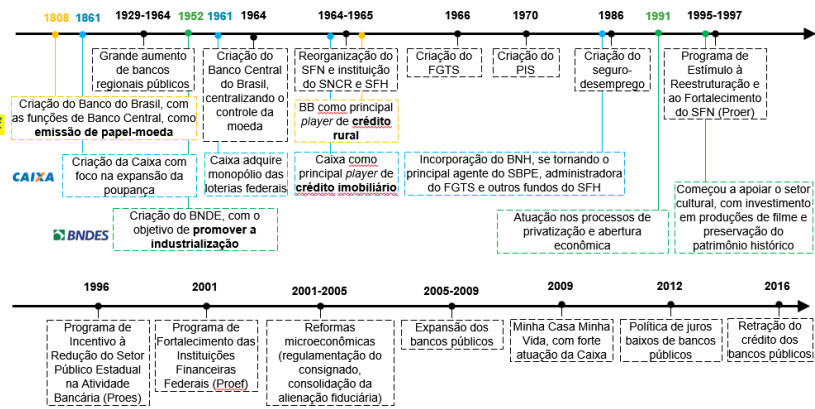 1808
1861
1929-1964
1952
1961
1964
1964-1965
1966
1970
1986
1991
1995-1997
Grande aumento
de bancos
regionais públicos
Criação do
Banco Central
do Brasil,
centralizando o
controle da
moeda
Reorganização do
SFN e instituição
do SNCR e SFH
Criação do
FGTS
Criação do
PIS
Criação do
seguro-
desemprego
Programa de
Estímulo à
Reestruturação e
ao Fortalecimento
do SFN (Proer)
Criação do Banco do Brasil, com
as funções de Banco Central, como
emissão de papel-moeda
BB como principal
player de crédito
rural
CAIXA
Criação da Caixa com
foco na expansão da
poupança
Caixa adquire
monopólio das
loterias federais
Caixa como
principal player de
crédito imobiliário
Incorporação do BNH, se tornando o
principal agente do SBPE, administradora
do FGTS e outros fundos do SFH
BNDES
Criação do BNDE, com o
objetivo de promover a
industrialização
Atuação nos processos de
privatização e abertura
econômica
Começou a apoiar o setor
cultural, com investimento
em produções de filme e
preservação do
patrimônio histórico
1996
2001
2001-2005
2005-2009
2009
2012
2016
Programa de
Incentivo à
Redução do Setor
Público Estadual
na Atividade
Bancária (Proes)
Programa de
Fortalecimento das
Instituições
Financeiras
Federais (Proef)
Reformas
microeconômicas
(regulamentação do
consignado,
consolidação da
alienação fiduciária)
Expansão dos
bancos públicos
Minha Casa Minha
Vida, com forte
atuação da Caixa
Política de juros
baixos de bancos
públicos
Retração do
crédito dos
bancos públicos